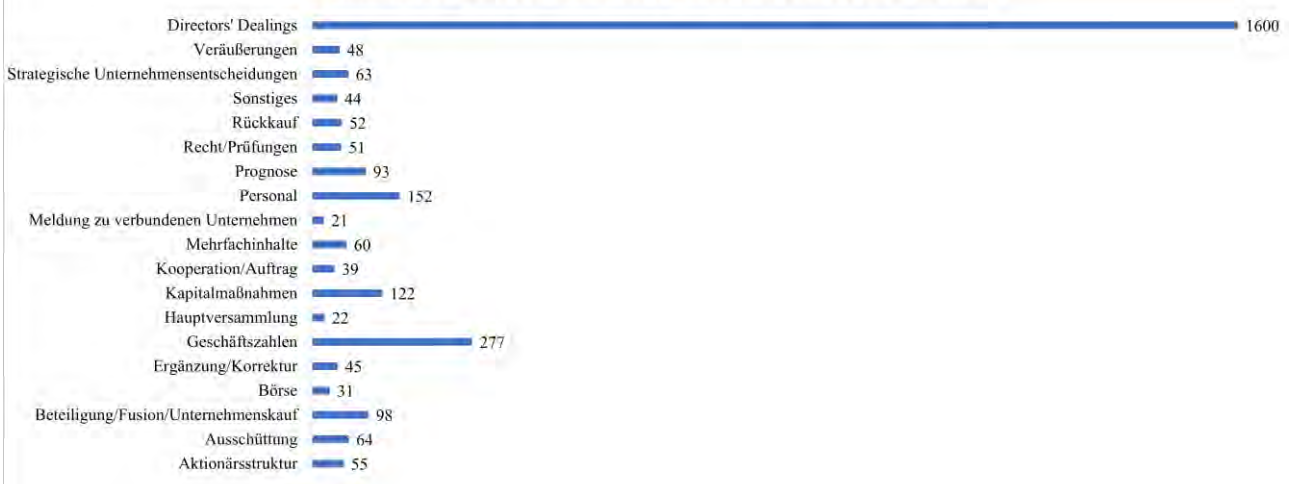 Directors' Dealings 1600
Veräußerungen 48
Strategische Unternehmensentscheidungen 63
Sonstiges 44
Rückkauf 52
Recht/Prüfungen 51
Prognose 93
Personal 152
Meldung zu verbundenen Unternehmen 21
Mehrfachinhalte 60
Kooperation/Auftrag 39
Kapitalmaßnahmen 122
Hauptversammlung 22
Geschäftszahlen 277
Ergänzung/Korrektur 45
Börse 31
Beteiligung/Fusion/Unternehmenskauf 98
Ausschüttung 64
Aktionärsstruktur 55